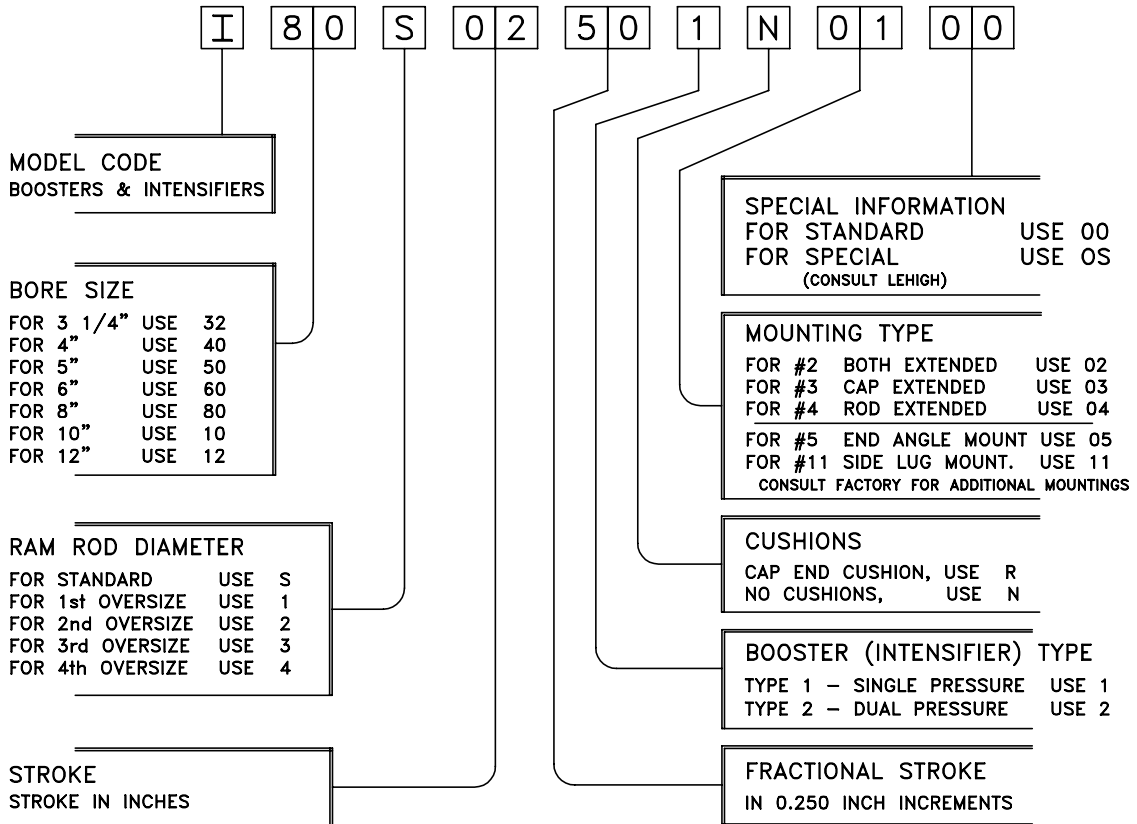 I 80 S 02 50 1 N 01 00
MODEL CODE
BOOSTERS & INTENSIFIERS
BORE SIZE
FOR 3 1/4" USE 32
FOR 4" USE 40
FOR 5" USE 50
FOR 6" USE 60
FOR 8" USE 80
FOR 10" USE 10
FOR 12" USE 12
RAM ROD DIAMETER
FOR STANDARD USE S
FOR 1st OVERSIZE USE 1
FOR 2nd OVERSIZE USE 2
FOR 3rd OVERSIZE USE 3
FOR 4th OVERSIZE USE 4
STROKE
STROKE IN INCHES
SPECIAL INFORMATION
FOR STANDARD USE 00
FOR SPECIAL USE OS
(CONSULT LEHIGH)
MOUNTING TYPE
FOR #2 BOTH EXTENDED USE 02
FOR #3 CAP EXTENDED USE 03
FOR #4 ROD EXTENDED USE 04
FOR #5 END ANGLE MOUNT USE 05
FOR #11 SIDE LUG MOUNT. USE 11
CONSULT FACTORY FOR ADDITIONAL MOUNTINGS
CUSHIONS
CAP END CUSHION, USE R
NO CUSHIONS, USE N
BOOSTER (INTENSIFIER) TYPE
TYPE 1 – SINGLE PRESSURE USE 1
TYPE 2 – DUAL PRESSURE USE 2
FRACTIONAL STROKE
IN 0.250 INCH INCREMENTS